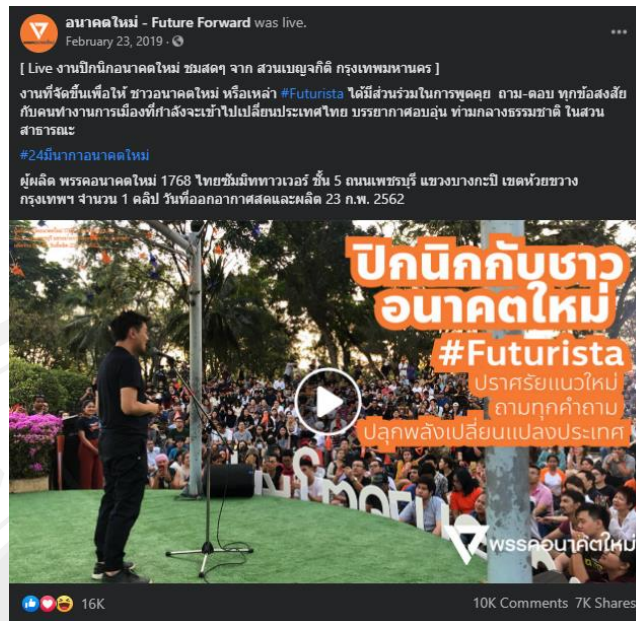 อนาคตใหม่ - Future Forward was live.
February 23, 2019
[ Live งานปิกนิกอนาคตใหม่ ชมสดๆ จาก สวนเบญจกิติ กรุงเทพมหานคร ]
งานที่จัดขึ้นเพื่อให้ ชาวอนาคตใหม่ หรือเหล่า #Futurista ได้มีส่วนร่วมในการพูดคุย ถาม-ตอบ ทุกข้อสงสัย
กับคนทำงานการเมืองที่กำลังจะเข้าไปเปลี่ยนประเทศไทย บรรยากาศอบอุ่น ท่ามกลางธรรมชาติ ในสวน
สาธารณะ
#24มีนากาอนาคตใหม่
ผู้ผลิต พรรคอนาคตใหม่ 1768 ไทยซัมมิททาวเวอร์ ชั้น 5 ถนนเพชรบุรี แขวงบางกะปิ เขตห้วยขวาง
กรุงเทพฯ จำนวน 1 คลิป วันที่ออกอากาศสดและผลิต 23 ก.พ. 2562
ปิกนิกกับชาว
อนาคตใหม่
#Futurista
ปราศรัยแนวใหม่
ถามทุกคำถาม
ปลุกพลังเปลี่ยนแปลงประเทศ
พรรคอนาคตใหม่
16K
10K Comments 7K Shares